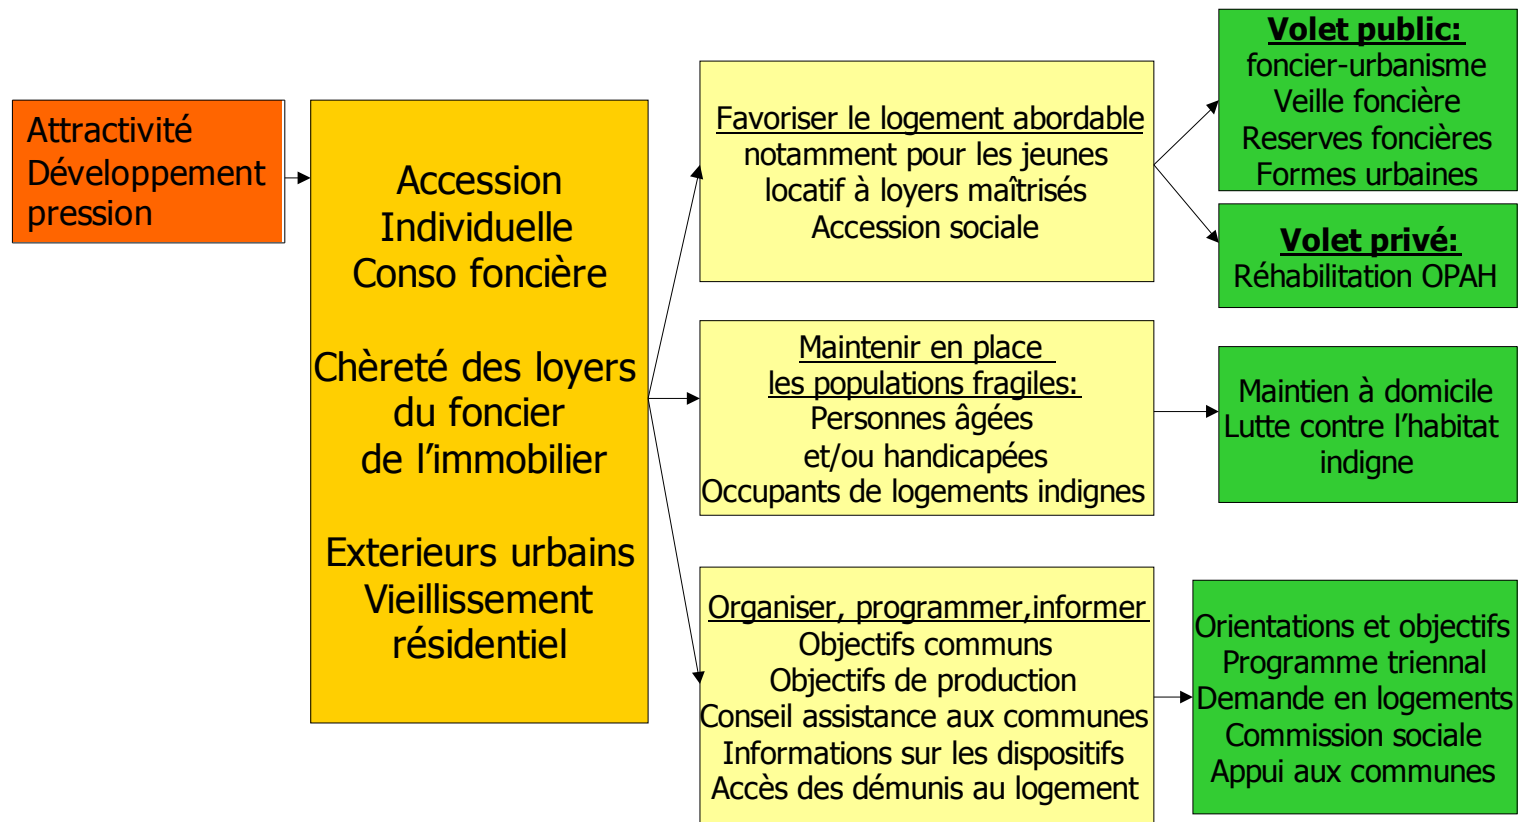 Attractivité
Développement
pression
Accession
Individuelle
Conso foncière
Chèreté des loyers
du foncier
de l’immobilier
Exterieurs urbains
Vieillissement
résidentiel
Favoriser le logement abordable
notamment pour les jeunes
locatif à loyers maîtrisés
Accession sociale
Maintenir en place
les populations fragiles:
Personnes âgées
et/ou handicapées
Occupants de logements indignes
Organiser, programmer,informer
Objectifs communs
Objectifs de production
Conseil assistance aux communes
Informations sur les dispositifs
Accès des démunis au logement
Volet public:
foncier-urbanisme
Veille foncière
Reserves foncières
Formes urbaines
Volet privé:
Réhabilitation OPAH
Maintien à domicile
Lutte contre l’habitat
indigne
Orientations et objectifs
Programme triennal
Demande en logements
Commission sociale
Appui aux communes